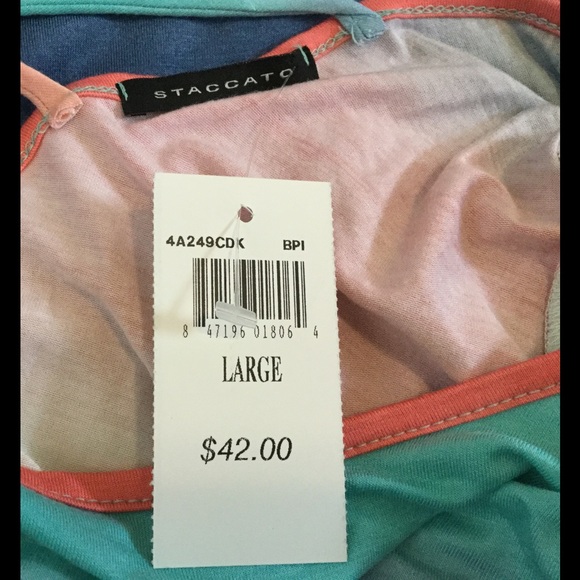 STACCATO
4A249CDK BPI
8 47196 01806 4
LARGE
$42.00